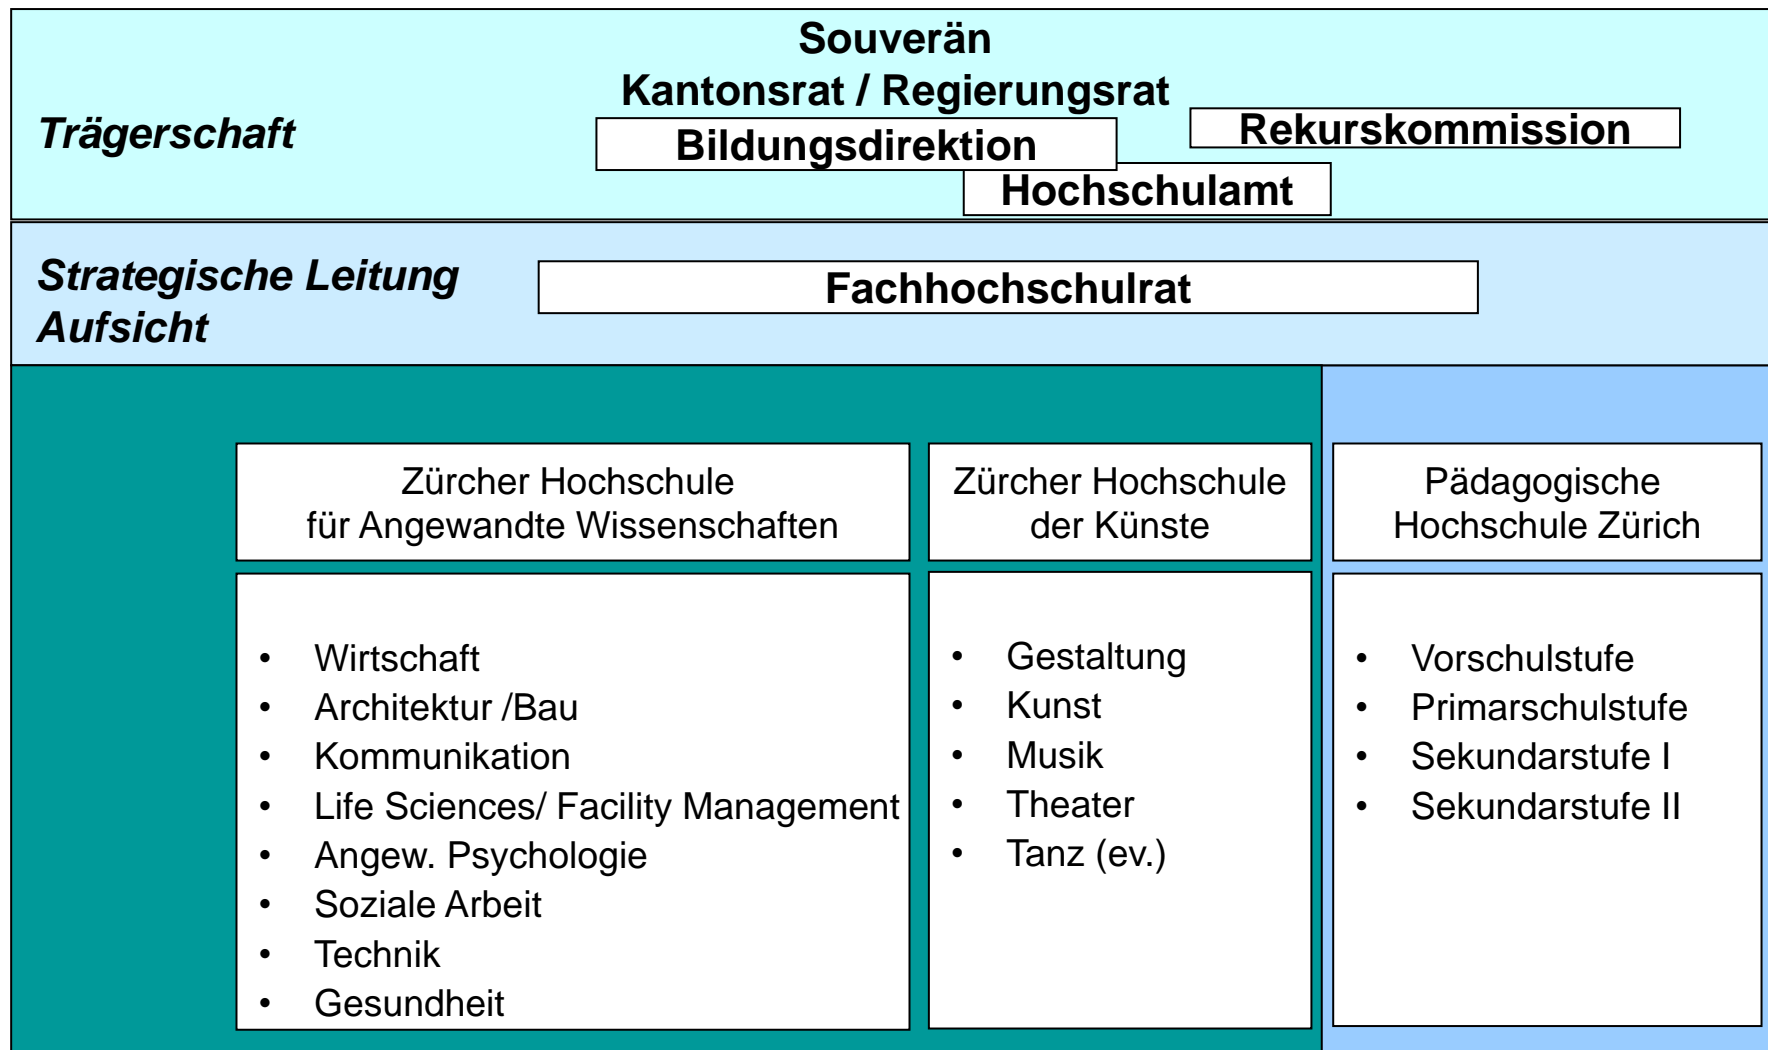 Souverän
Kantonsrat / Regierungsrat
Trägerschaft
Bildungsdirektion
Rekurskommission
Hochschulamt
Strategische Leitung
Aufsicht
Fachhochschulrat
Zürcher Hochschule
für Angewandte Wissenschaften
• Wirtschaft
• Architektur /Bau
• Kommunikation
• Life Sciences/ Facility Management
• Angew. Psychologie
• Soziale Arbeit
• Technik
• Gesundheit
Zürcher Hochschule
der Künste
• Gestaltung
• Kunst
• Musik
• Theater
• Tanz (ev.)
Pädagogische
Hochschule Zürich
• Vorschulstufe
• Primarschulstufe
• Sekundarstufe I
• Sekundarstufe II